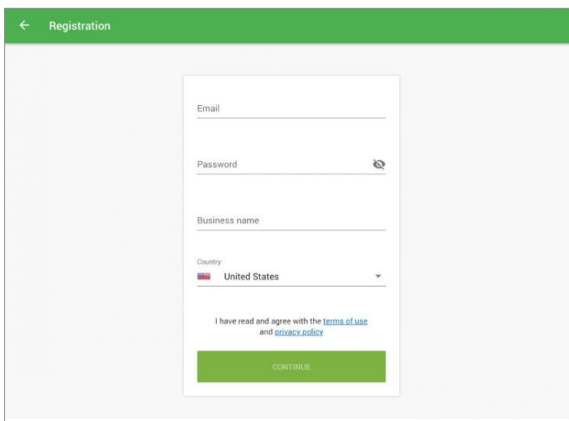 Registration
Email
Password
Business name
Country
United States
I have read and agree with the terms of use
and privacy policy
CONTINUE